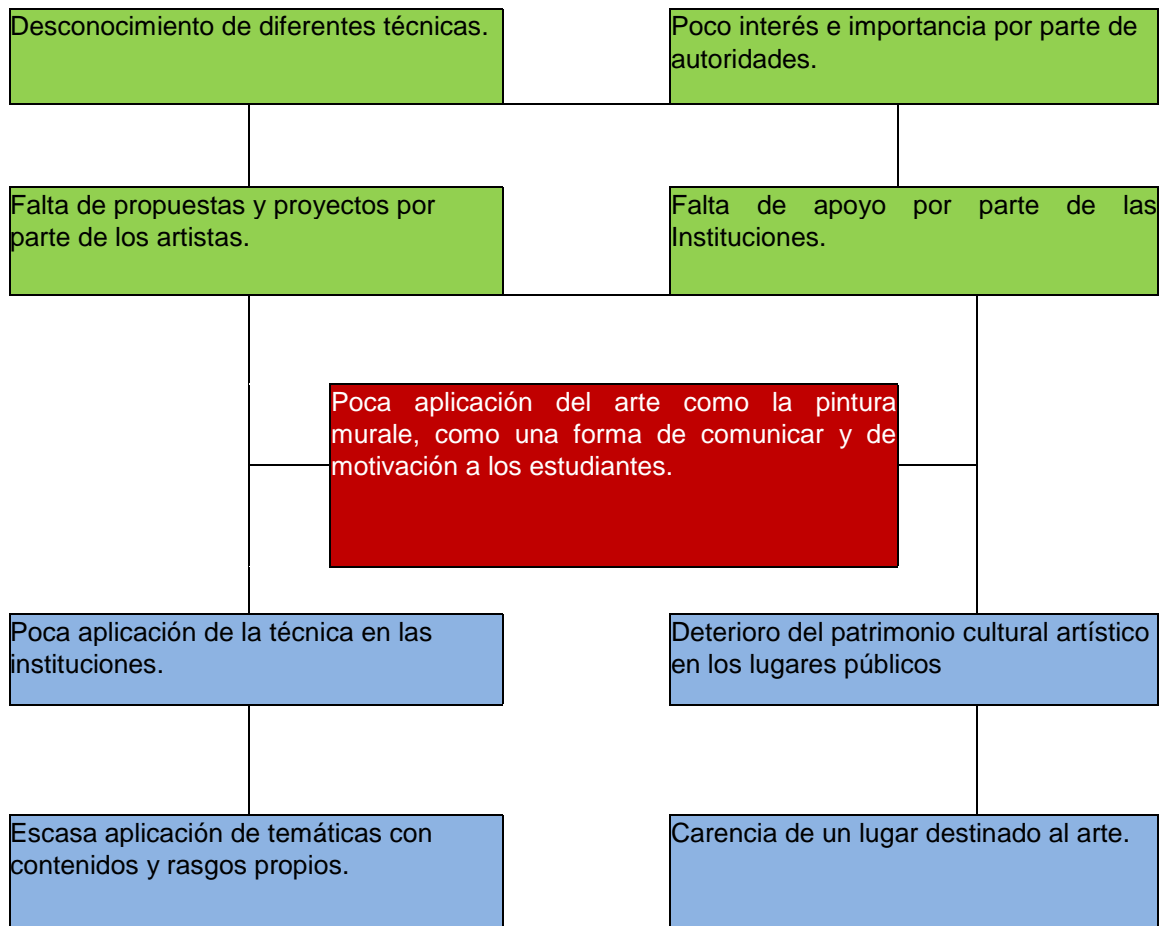 Desconocimiento de diferentes técnicas.
Poco interés e importancia por parte de
autoridades.
Falta de propuestas y proyectos por
parte de los artistas.
Falta de apoyo por parte de las
Instituciones.
Poca aplicación del arte como la pintura
murale, como una forma de comunicar y de
motivación a los estudiantes.
Poca aplicación de la técnica en las
instituciones.
Deterioro del patrimonio cultural artístico
en los lugares públicos
Escasa aplicación de temáticas con
contenidos y rasgos propios.
Carencia de un lugar destinado al arte.